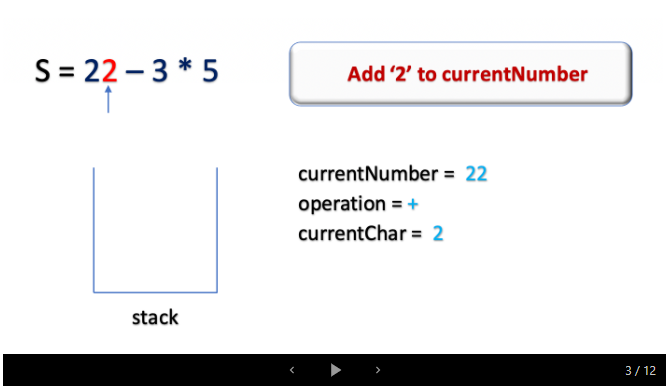 S = 22 – 3 * 5
Add ‘2’ to currentNumber
currentNumber = 22
operation = +
currentChar = 2
stack
3 / 12